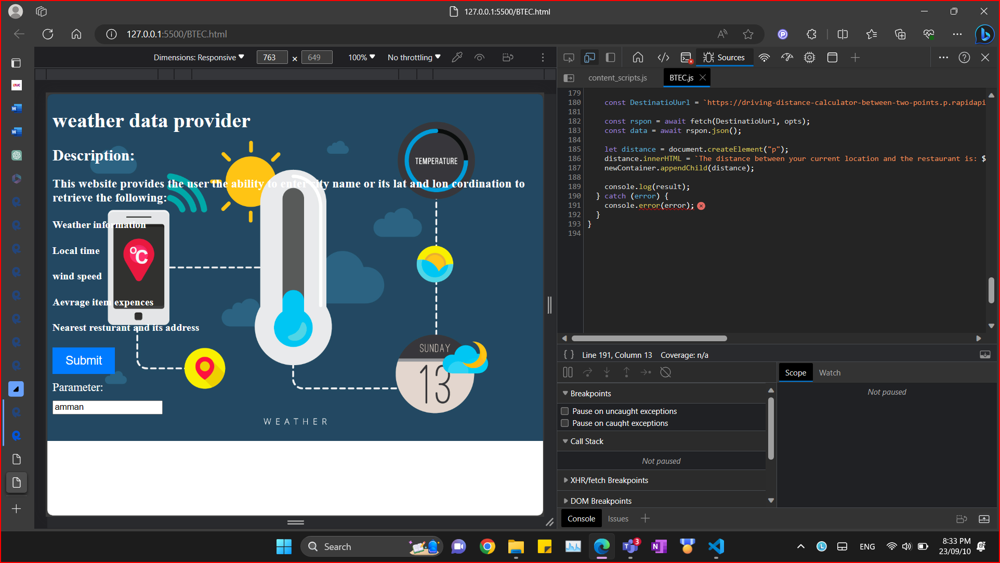 127.0.0.1:5500/BTEC.html
127.0.0.1:5500/BTEC.html
Dimensions: Responsive 763 × 649 100% No throttling
Sources
content_scripts.js BTEC.js
LTUC
weather data provider
Description:
This website provides the user the ability to enter city name or its lat and lon cordination to
retrieve the following:
Weather information
Local time
wind speed
Aevrage item expences
Nearest resturant and its address
Submit
Parameter:
amman
°C
TEMPERATURE
SUNDAY
13
WEATHER
179
180 const DestinatioUurl = `https://driving-distance-calculator-between-two-points.p.rapidapi
181
182 const rspon = await fetch(DestinatioUurl, opts);
183 const data = await rspon.json();
184
185 let distance = document.createElement("p");
186 distance.innerHTML = `The distance between your current location and the restaurant is: $
187 newContainer.appendChild(distance);
188
189 console.log(result);
190 } catch (error) {
191 console.error(error);
192 }
193 }
194
{ } Line 191, Column 13 Coverage: n/a
Breakpoints
Pause on uncaught exceptions
Pause on caught exceptions
Call Stack
Not paused
XHR/fetch Breakpoints
DOM Breakpoints
Scope Watch
Not paused
Console Issues
Search
3
ENG
8:33 PM
23/09/10